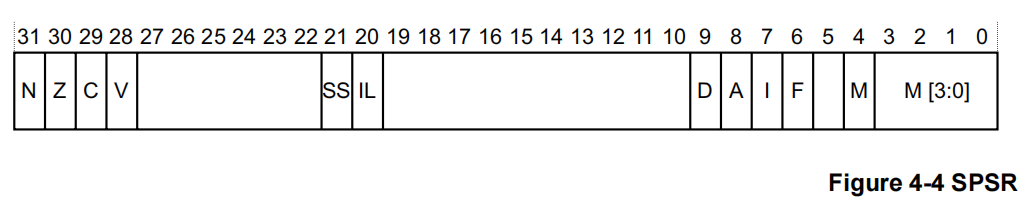 31 30 29 28 27 26 25 24 23 22 21 20 19 18 17 16 15 14 13 12 11 10 9 8 7 6 5 4 3 2 1 0
N Z C V SS IL D A I F M M [3:0]
Figure 4-4 SPSR